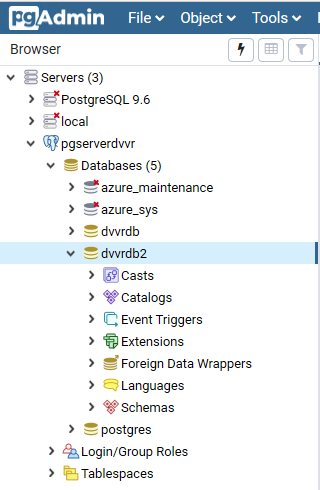 pgAdmin File Object Tools
Browser
Servers (3)
PostgreSQL 9.6
local
pgserverdvvr
Databases (5)
azure_maintenance
azure_sys
dvvrdb
dvvrdb2
Casts
Catalogs
Event Triggers
Extensions
Foreign Data Wrappers
Languages
Schemas
postgres
Login/Group Roles
Tablespaces